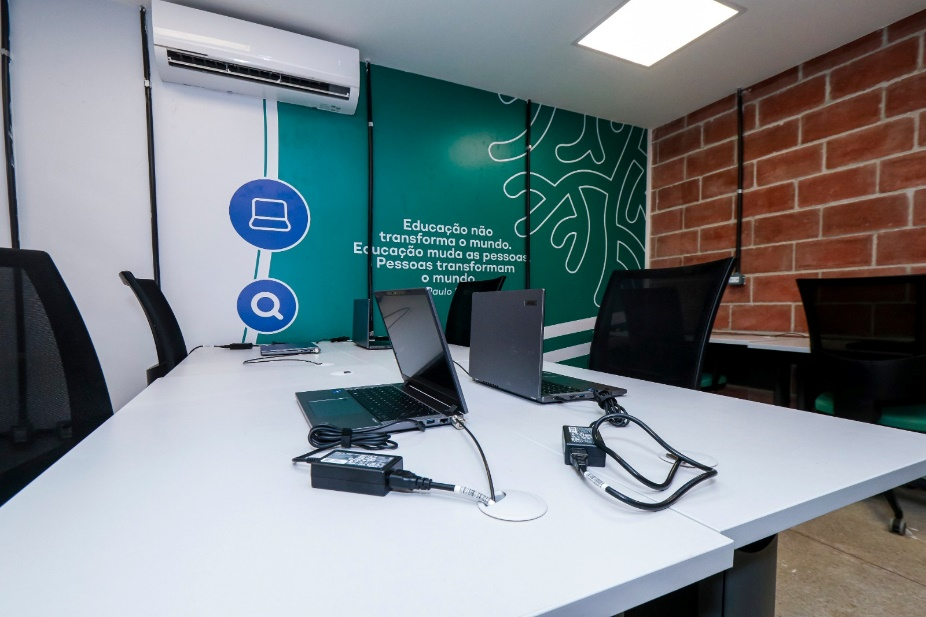 Educação não
transforma o mundo.
Educação muda as pessoas.
Pessoas transformam
o mundo.
Paulo